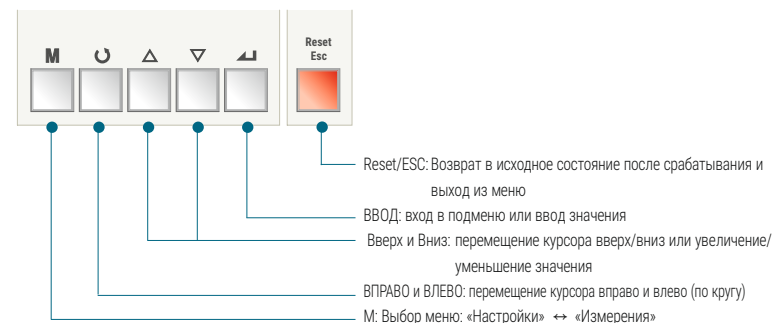 M
Reset
Esc
Reset/ESC: Возврат в исходное состояние после срабатывания и
выход из меню
ВВОД: вход в подменю или ввод значения
Вверх и Вниз: перемещение курсора вверх/вниз или увеличение/
уменьшение значения
ВПРАВО и ВЛЕВО: перемещение курсора вправо и влево (по кругу)
М: Выбор меню: «Настройки» ↔ «Измерения»